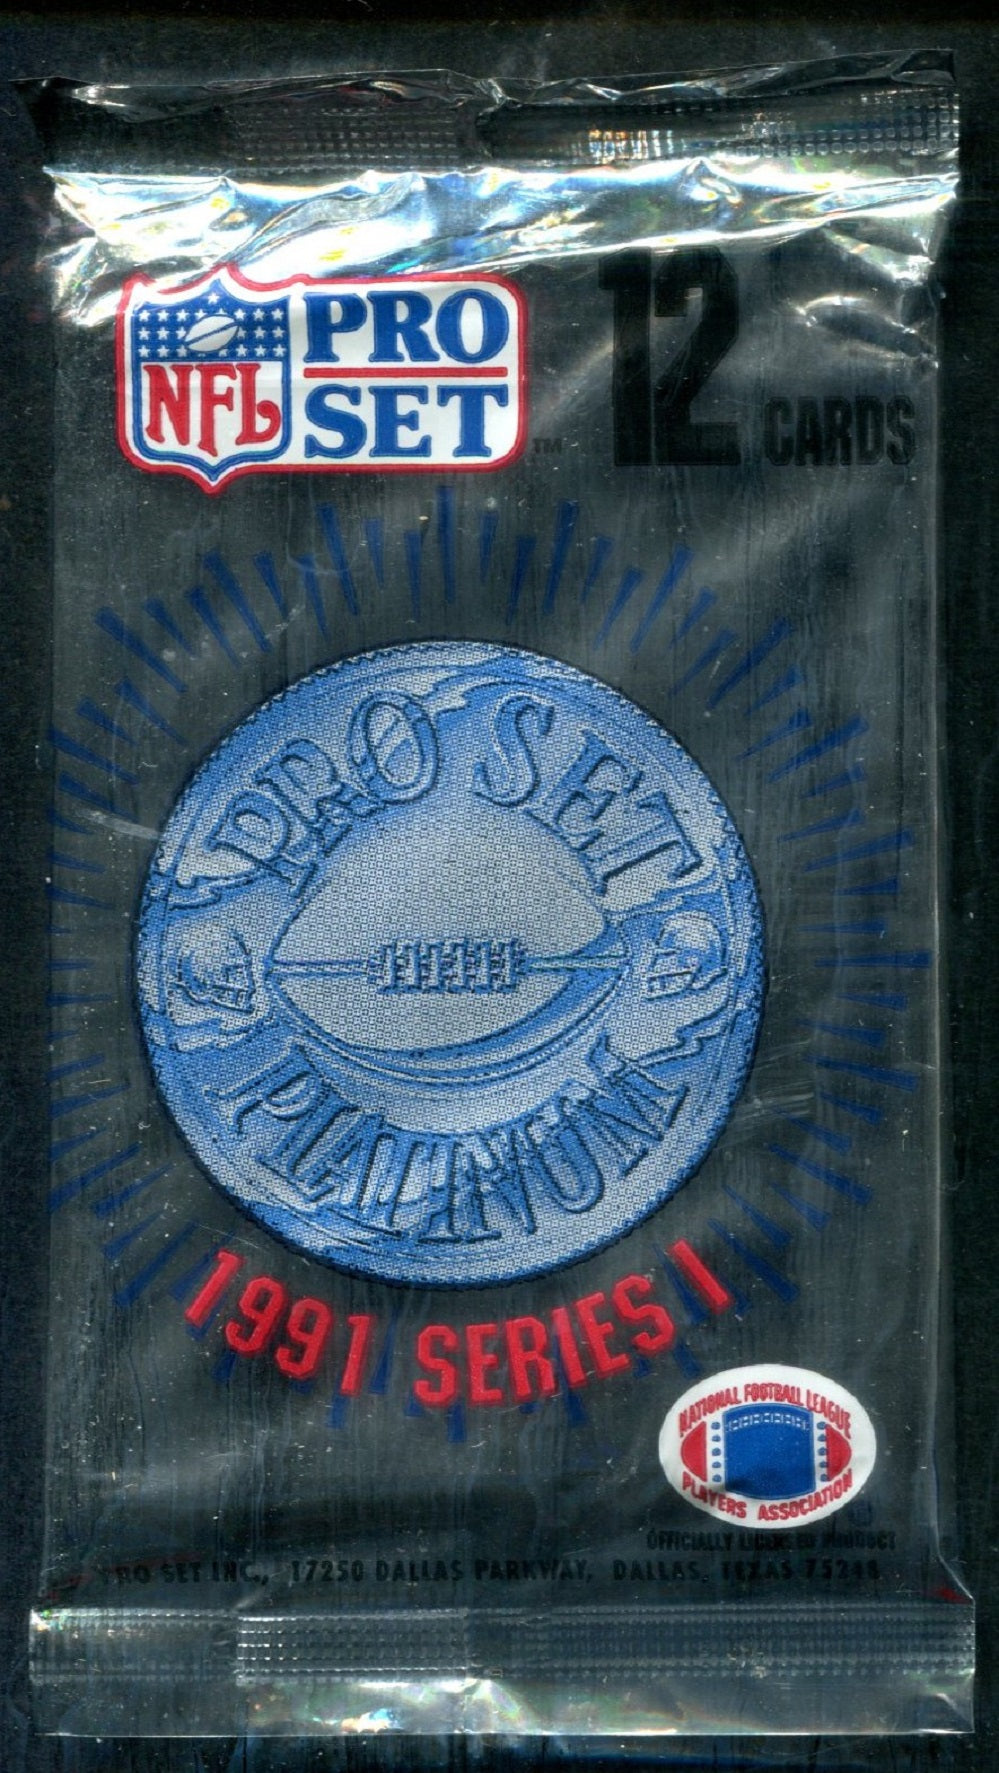 NFL
PRO
SET
™
12
CARDS
PRO SET
PLATINUM
1991 SERIES I
NATIONAL FOOTBALL LEAGUE
PLAYERS ASSOCIATION
OFFICIALLY LICENSED PRODUCT
PRO SET INC., 17250 DALLAS PARKWAY, DALLAS, TEXAS 75248